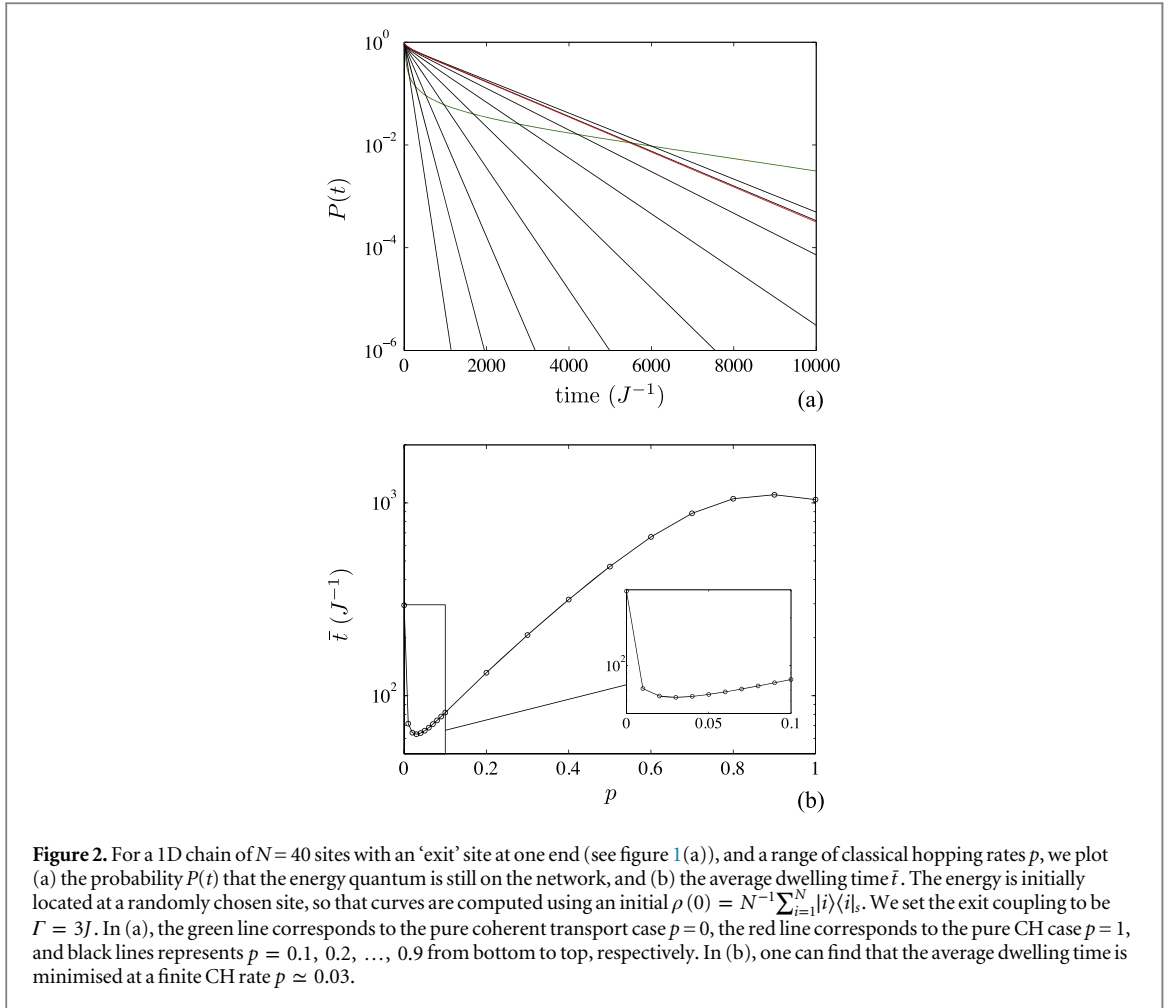 10^0
10^{-2}
10^{-4}
10^{-6}
P(t)
0 2000 4000 6000 8000 10000
time (J^{-1})
(a)
10^3
10^2
t̄ (J^{-1})
10^2
0 0.05 0.1
0 0.2 0.4 0.6 0.8 1
p
(b)
Figure 2. For a 1D chain of N = 40 sites with an ‘exit’ site at one end (see figure 1(a)), and a range of classical hopping rates p, we plot
(a) the probability P(t) that the energy quantum is still on the network, and (b) the average dwelling time t̄. The energy is initially
located at a randomly chosen site, so that curves are computed using an initial ρ (0) = N^{-1}∑_{i=1}^{N}|i⟩⟨i|_s. We set the exit coupling to be
Γ = 3J. In (a), the green line corresponds to the pure coherent transport case p = 0, the red line corresponds to the pure CH case p = 1,
and black lines represents p = 0.1, 0.2, …, 0.9 from bottom to top, respectively. In (b), one can find that the average dwelling time is
minimised at a finite CH rate p ≃ 0.03.